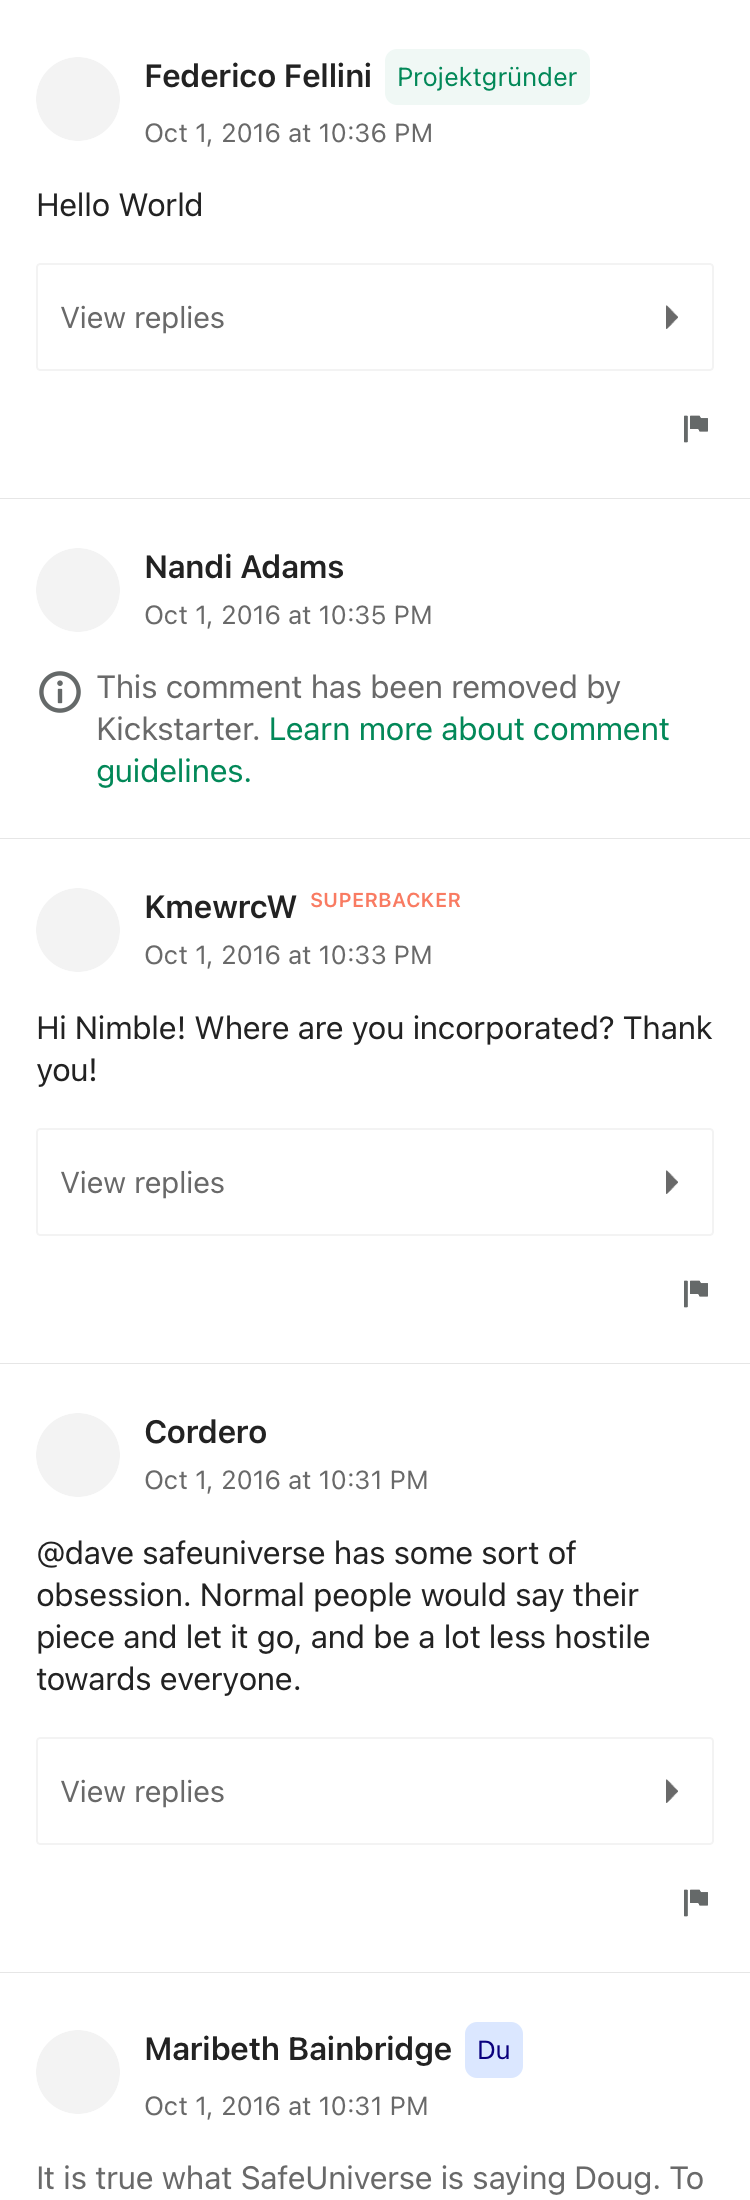 Federico Fellini Projektgründer
Oct 1, 2016 at 10:36 PM
Hello World
View replies
Nandi Adams
Oct 1, 2016 at 10:35 PM
This comment has been removed by
Kickstarter. Learn more about comment
guidelines.
KmewrcW SUPERBACKER
Oct 1, 2016 at 10:33 PM
Hi Nimble! Where are you incorporated? Thank
you!
View replies
Cordero
Oct 1, 2016 at 10:31 PM
@dave safeuniverse has some sort of
obsession. Normal people would say their
piece and let it go, and be a lot less hostile
towards everyone.
View replies
Maribeth Bainbridge Du
Oct 1, 2016 at 10:31 PM
It is true what SafeUniverse is saying Doug. To